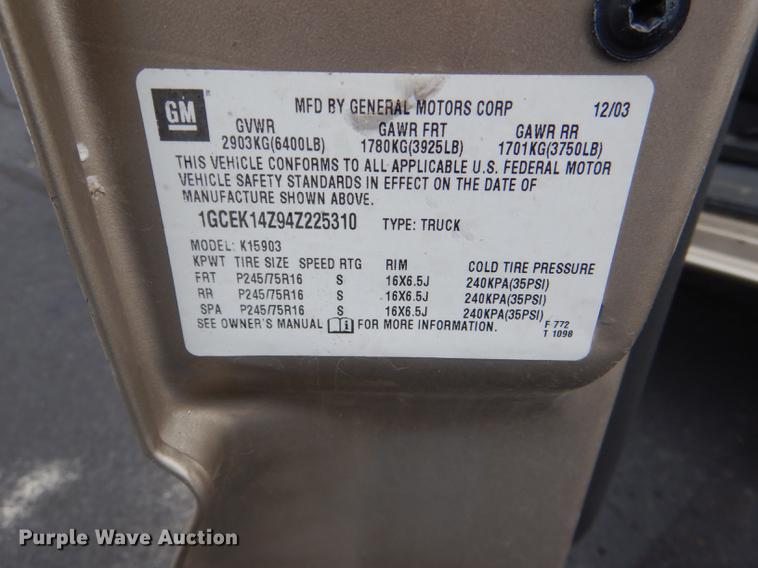 GM
MFD BY GENERAL MOTORS CORP 12/03
GVWR GAWR FRT GAWR RR
2903KG(6400LB) 1780KG(3925LB) 1701KG(3750LB)
THIS VEHICLE CONFORMS TO ALL APPLICABLE U.S. FEDERAL MOTOR
VEHICLE SAFETY STANDARDS IN EFFECT ON THE DATE OF
MANUFACTURE SHOWN ABOVE.
1GCEK14Z94Z225310 TYPE: TRUCK
MODEL: K15903
KPWT TIRE SIZE SPEED RTG RIM COLD TIRE PRESSURE
FRT P245/75R16 S 16X6.5J 240KPA(35PSI)
RR P245/75R16 S 16X6.5J 240KPA(35PSI)
SPA P245/75R16 S 16X6.5J 240KPA(35PSI)
SEE OWNER'S MANUAL FOR MORE INFORMATION.
F 772
T 1098
Purple Wave Auction